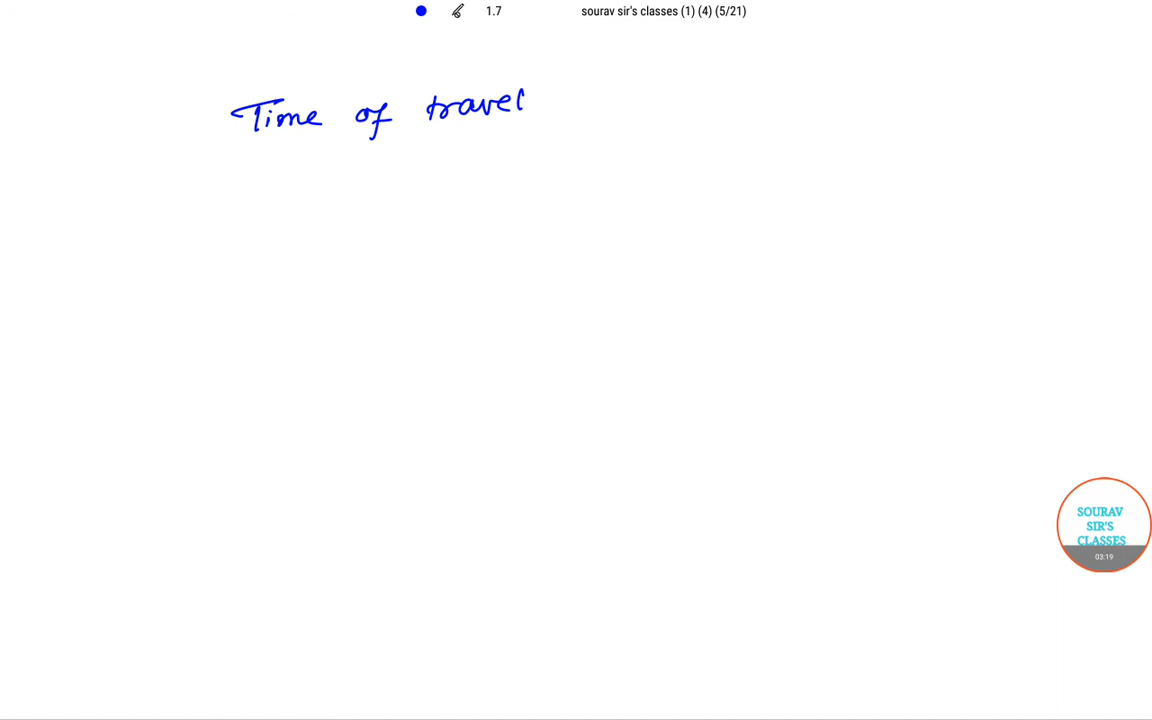 1.7 sourav sir's classes (1) (4) (5/21)
Time of travel
SOURAV
SIR'S
CLASSES
03:19